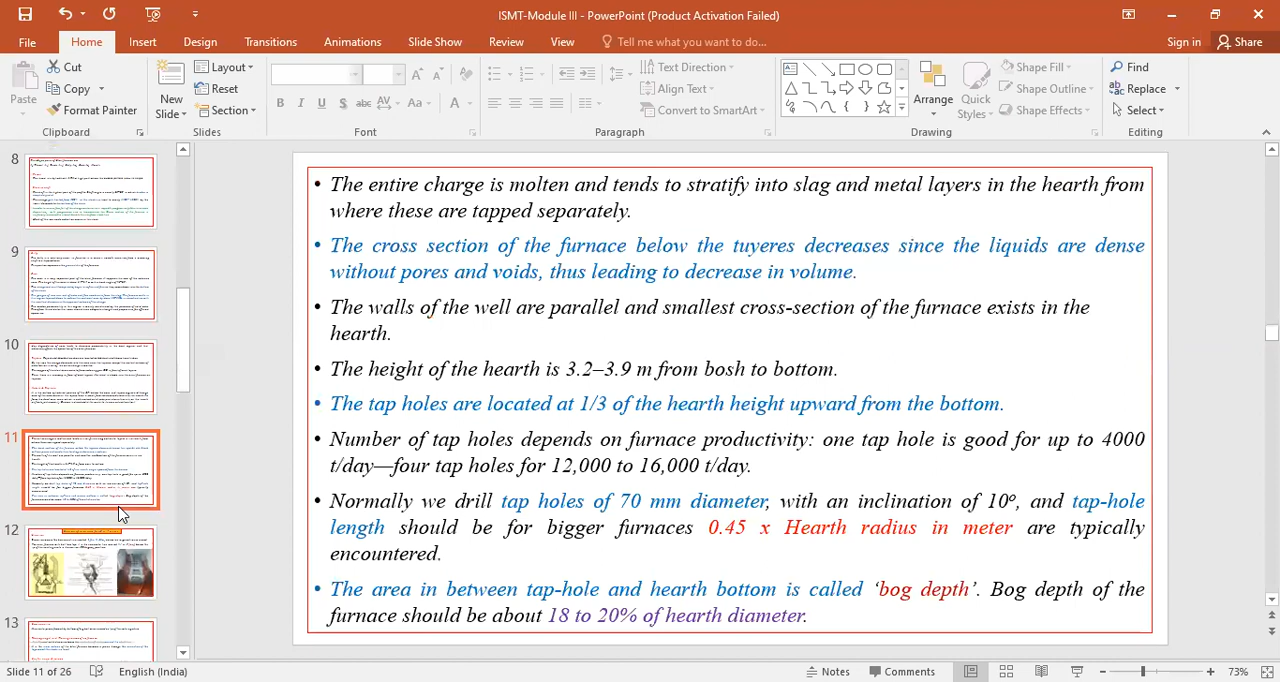 ISMT-Module III - PowerPoint (Product Activation Failed)
File Home Insert Design Transitions Animations Slide Show Review View Tell me what you want to do... Sign in Share
Paste Cut Copy Format Painter Clipboard
New Slide Layout Reset Section Slides
B I U S abc AV Aa A Font
Text Direction Align Text Convert to SmartArt Paragraph
Arrange Quick Styles Shape Fill Shape Outline Shape Effects Drawing
Find Replace Select Editing
8
9
10
11
12
13
• The entire charge is molten and tends to stratify into slag and metal layers in the hearth from
where these are tapped separately.
• The cross section of the furnace below the tuyeres decreases since the liquids are dense
without pores and voids, thus leading to decrease in volume.
• The walls of the well are parallel and smallest cross-section of the furnace exists in the
hearth.
• The height of the hearth is 3.2–3.9 m from bosh to bottom.
• The tap holes are located at 1/3 of the hearth height upward from the bottom.
• Number of tap holes depends on furnace productivity: one tap hole is good for up to 4000
t/day—four tap holes for 12,000 to 16,000 t/day.
• Normally we drill tap holes of 70 mm diameter, with an inclination of 10º, and tap-hole
length should be for bigger furnaces 0.45 x Hearth radius in meter are typically
encountered.
• The area in between tap-hole and hearth bottom is called ‘bog depth’. Bog depth of the
furnace should be about 18 to 20% of hearth diameter.
Slide 11 of 26 English (India) Notes Comments 73%